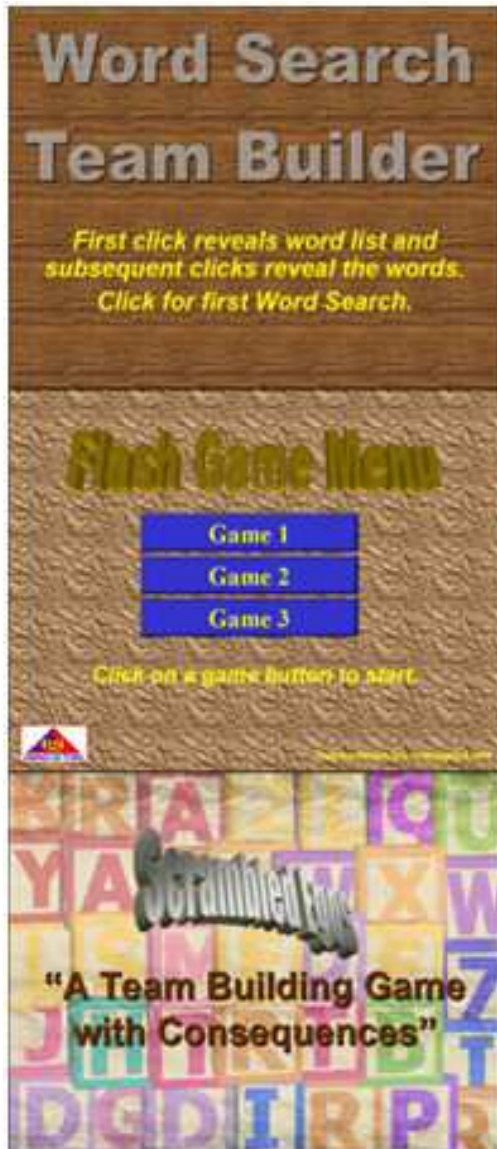 Word Search
Team Builder
First click reveals word list and
subsequent clicks reveal the words.
Click for first Word Search.
Flash Game Menu
Game 1
Game 2
Game 3
Click on a game button to start.
Scrambled Eggs
“A Team Building Game
with Consequences”